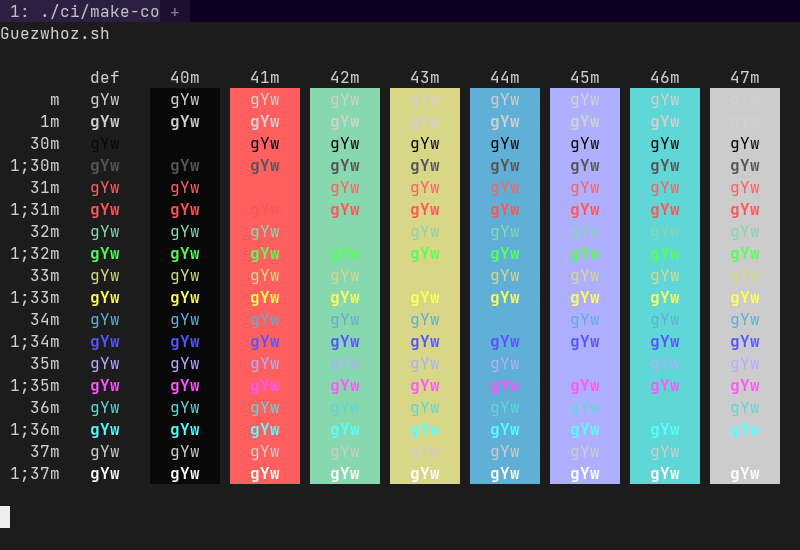 1: ./ci/make-co +
Guezwhoz.sh
def 40m 41m 42m 43m 44m 45m 46m 47m
m gYw gYw gYw gYw gYw gYw gYw gYw
1m gYw gYw gYw gYw gYw gYw gYw gYw
30m gYw gYw gYw gYw gYw gYw gYw gYw
1;30m gYw gYw gYw gYw gYw gYw gYw gYw gYw
31m gYw gYw gYw gYw gYw gYw gYw gYw
1;31m gYw gYw gYw gYw gYw gYw gYw gYw gYw
32m gYw gYw gYw gYw gYw gYw gYw gYw
1;32m gYw gYw gYw gYw gYw gYw gYw gYw gYw
33m gYw gYw gYw gYw gYw gYw gYw gYw
1;33m gYw gYw gYw gYw gYw gYw gYw gYw gYw
34m gYw gYw gYw gYw gYw gYw gYw gYw
1;34m gYw gYw gYw gYw gYw gYw gYw gYw gYw
35m gYw gYw gYw gYw gYw gYw gYw gYw
1;35m gYw gYw gYw gYw gYw gYw gYw gYw gYw
36m gYw gYw gYw gYw gYw gYw gYw gYw
1;36m gYw gYw gYw gYw gYw gYw gYw gYw gYw
37m gYw gYw gYw gYw gYw gYw gYw gYw
1;37m gYw gYw gYw gYw gYw gYw gYw gYw gYw